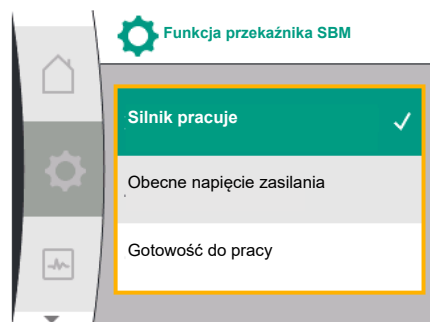 Funkcja przekaźnika SBM
Silnik pracuje
Obecne napięcie zasilania
Gotowość do pracy